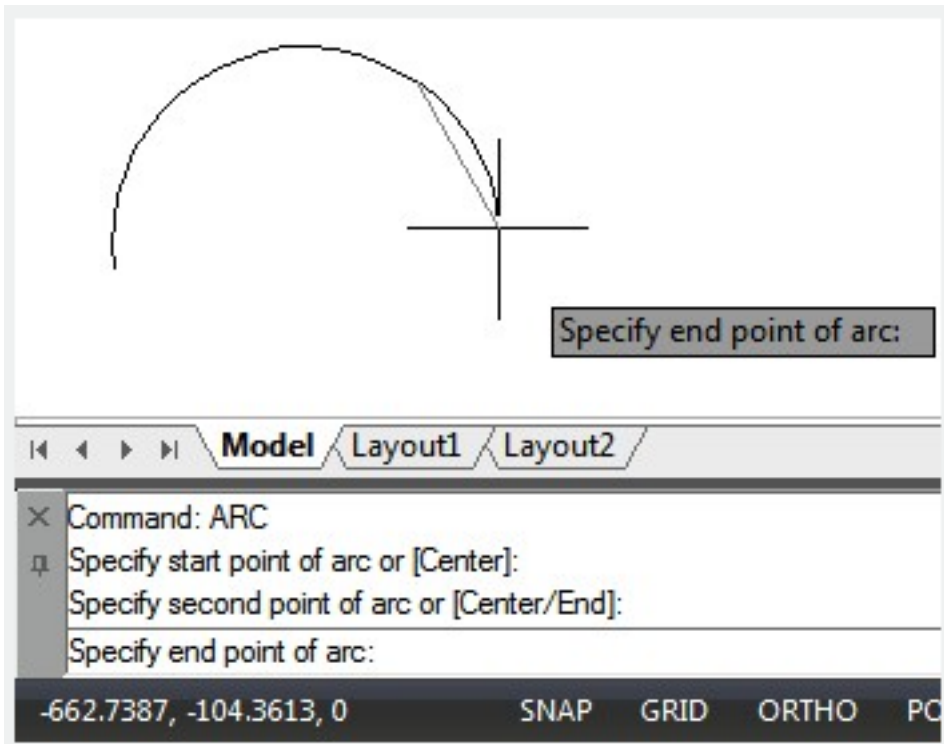 Specify end point of arc:
Model Layout1 Layout2
Command: ARC
Specify start point of arc or [Center]:
Specify second point of arc or [Center/End]:
Specify end point of arc:
-662.7387, -104.3613, 0 SNAP GRID ORTHO PO